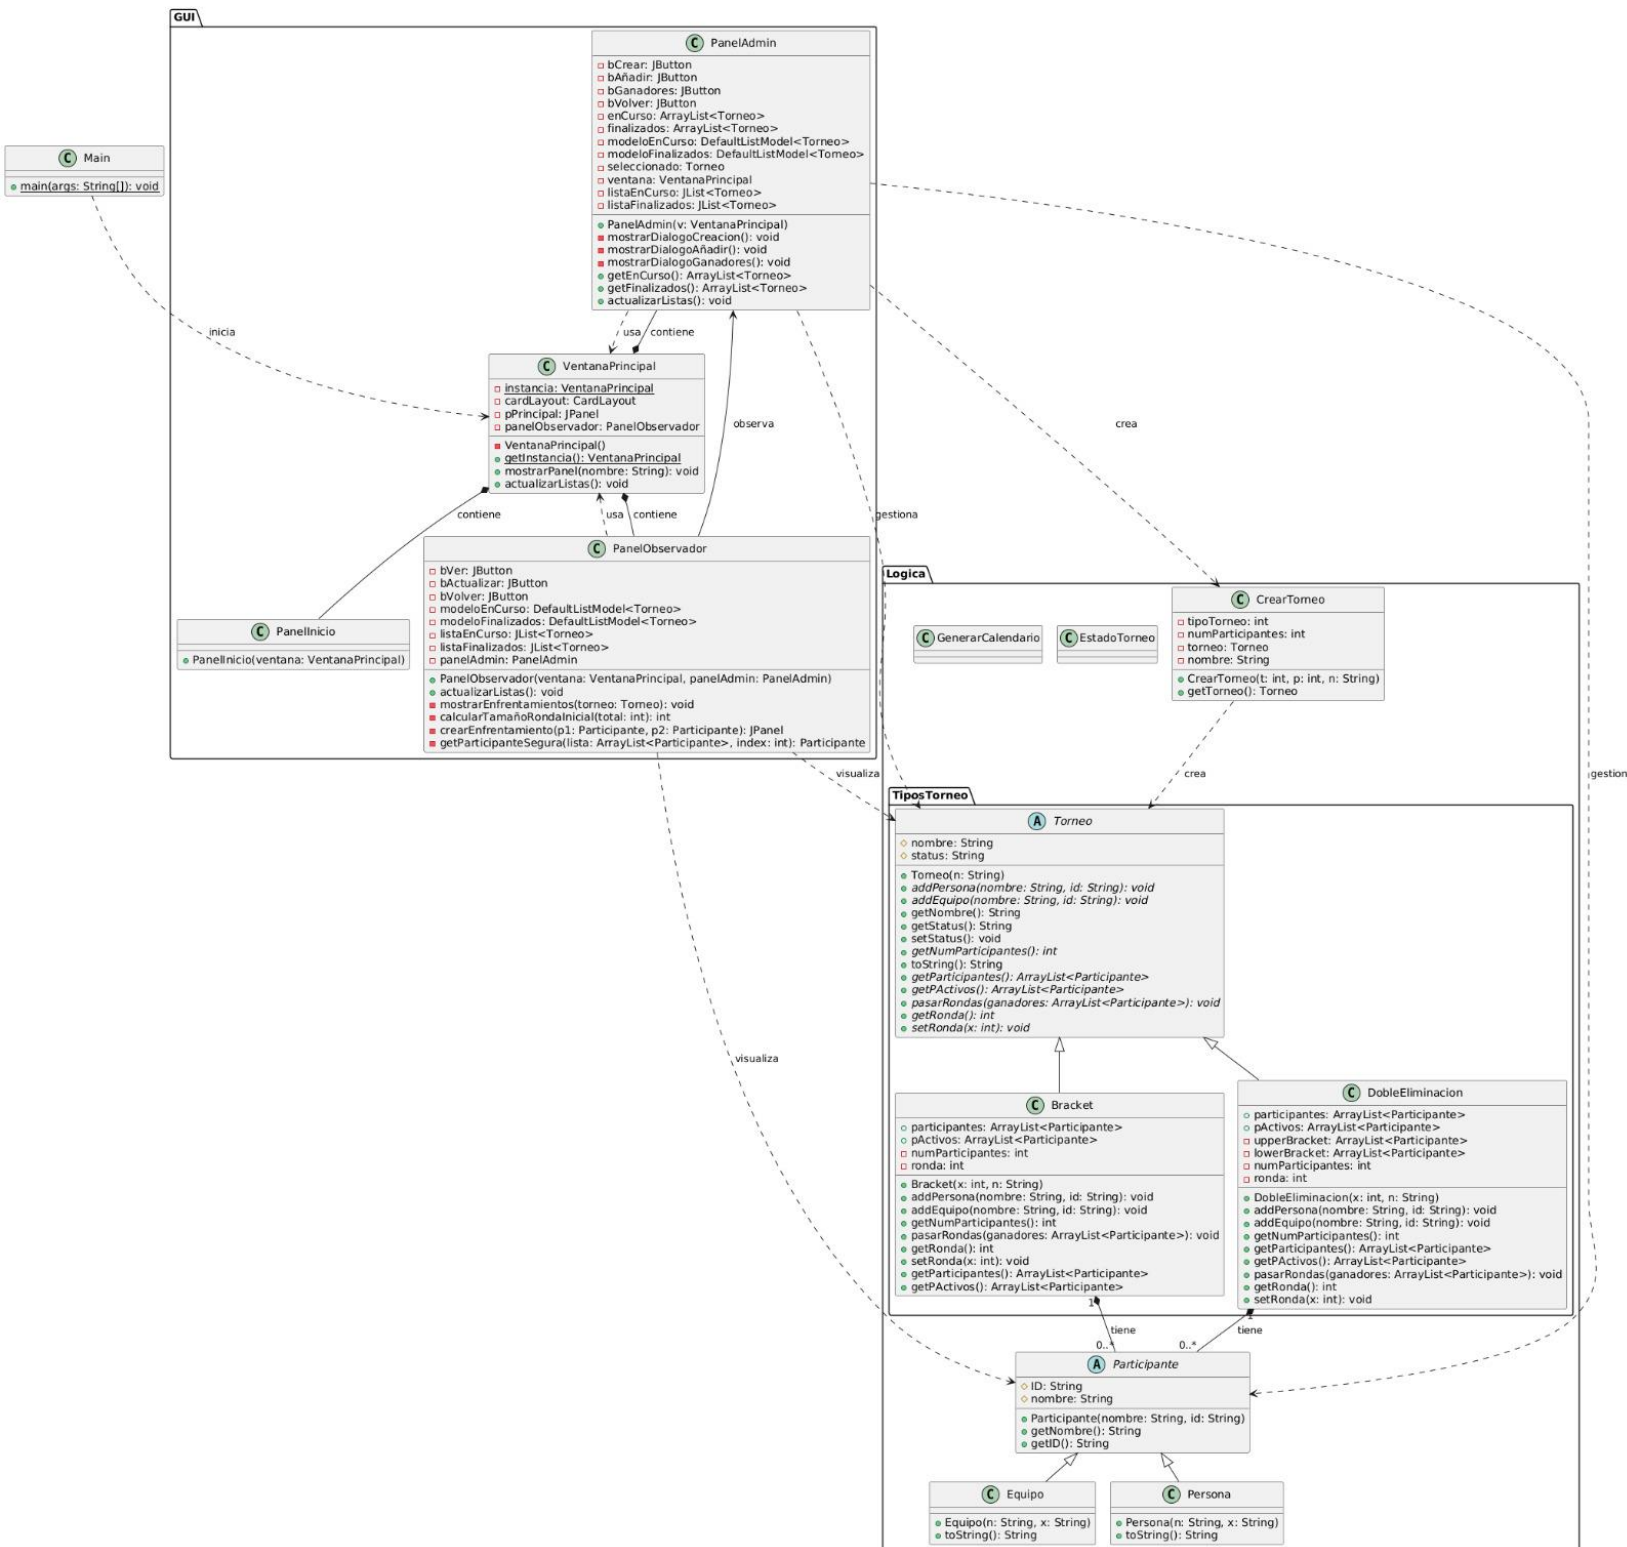 GUI
C PanelAdmin
bCrear: JButton
bAñadir: JButton
bGanadores: JButton
bVolver: JButton
enCurso: ArrayList<Torneo>
finalizados: ArrayList<Torneo>
modeloEnCurso: DefaultListModel<Torneo>
modeloFinalizados: DefaultListModel<Torneo>
seleccionado: Torneo
ventana: VentanaPrincipal
listaEnCurso: JList<Torneo>
listaFinalizados: JList<Torneo>
PanelAdmin(v: VentanaPrincipal)
mostrarDialogoCreacion(): void
mostrarDialogoAñadir(): void
mostrarDialogoGanadores(): void
getEnCurso(): ArrayList<Torneo>
getFinalizados(): ArrayList<Torneo>
actualizarListas(): void
C Main
main(args: String[]): void
inicia
usa
contiene
C VentanaPrincipal
instancia: VentanaPrincipal
cardLayout: CardLayout
pPrincipal: JPanel
panelObservador: PanelObservador
VentanaPrincipal()
getInstancia(): VentanaPrincipal
mostrarPanel(nombre: String): void
actualizarListas(): void
observa
crea
contiene
usa
contiene
gestiona
C PanelInicio
PanelInicio(ventana: VentanaPrincipal)
C PanelObservador
bVer: JButton
bActualizar: JButton
bVolver: JButton
modeloEnCurso: DefaultListModel<Torneo>
modeloFinalizados: DefaultListModel<Torneo>
listaEnCurso: JList<Torneo>
listaFinalizados: JList<Torneo>
panelAdmin: PanelAdmin
PanelObservador(ventana: VentanaPrincipal, panelAdmin: PanelAdmin)
actualizarListas(): void
mostrarEnfrentamientos(torneo: Torneo): void
calcularTamañoRondaInicial(total: int): int
crearEnfrentamiento(p1: Participante, p2: Participante): JPanel
getParticipanteSegura(lista: ArrayList<Participante>, index: int): Participante
Logica
C GenerarCalendario
C EstadoTorneo
C CrearTorneo
tipoTorneo: int
numParticipantes: int
torneo: Torneo
nombre: String
CrearTorneo(t: int, p: int, n: String)
getTorneo(): Torneo
visualiza
crea
gestion
TiposTorneo
A Torneo
nombre: String
status: String
Torneo(n: String)
addPersona(nombre: String, id: String): void
addEquipo(nombre: String, id: String): void
getNombre(): String
getStatus(): String
setStatus(): void
getNumParticipantes(): int
toString(): String
getParticipantes(): ArrayList<Participante>
getPActivos(): ArrayList<Participante>
pasarRondas(ganadores: ArrayList<Participante>): void
getRonda(): int
setRonda(x: int): void
visualiza
C Bracket
participantes: ArrayList<Participante>
pActivos: ArrayList<Participante>
numParticipantes: int
ronda: int
Bracket(x: int, n: String)
addPersona(nombre: String, id: String): void
addEquipo(nombre: String, id: String): void
getNumParticipantes(): int
pasarRondas(ganadores: ArrayList<Participante>): void
getRonda(): int
setRonda(x: int): void
getParticipantes(): ArrayList<Participante>
getPActivos(): ArrayList<Participante>
C DobleEliminacion
participantes: ArrayList<Participante>
pActivos: ArrayList<Participante>
upperBracket: ArrayList<Participante>
lowerBracket: ArrayList<Participante>
numParticipantes: int
ronda: int
DobleEliminacion(x: int, n: String)
addPersona(nombre: String, id: String): void
addEquipo(nombre: String, id: String): void
getNumParticipantes(): int
getParticipantes(): ArrayList<Participante>
getPActivos(): ArrayList<Participante>
pasarRondas(ganadores: ArrayList<Participante>): void
getRonda(): int
setRonda(x: int): void
1
1
tiene
tiene
0..*
0..*
A Participante
ID: String
nombre: String
Participante(nombre: String, id: String)
getNombre(): String
getID(): String
C Equipo
Equipo(n: String, x: String)
toString(): String
C Persona
Persona(n: String, x: String)
toString(): String